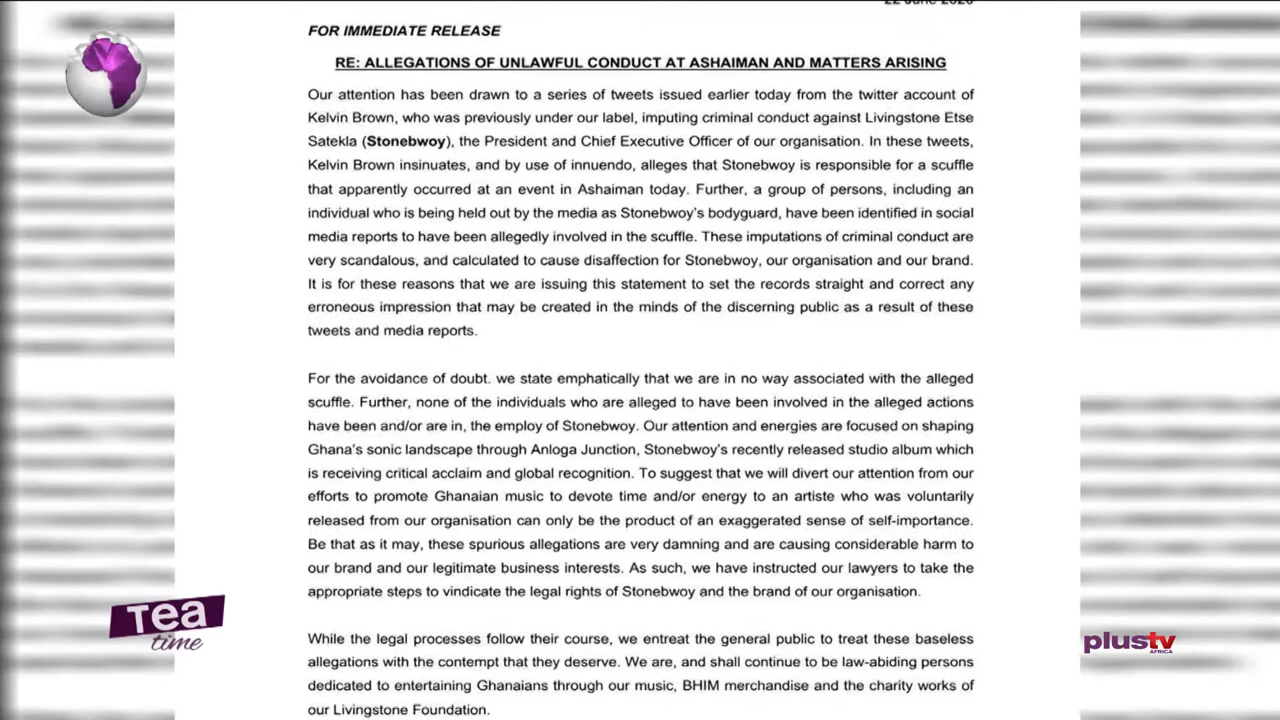 22 June 2020
FOR IMMEDIATE RELEASE
RE: ALLEGATIONS OF UNLAWFUL CONDUCT AT ASHAIMAN AND MATTERS ARISING
Our attention has been drawn to a series of tweets issued earlier today from the twitter account of
Kelvin Brown, who was previously under our label, imputing criminal conduct against Livingstone Etse
Satekla (Stonebwoy), the President and Chief Executive Officer of our organisation. In these tweets,
Kelvin Brown insinuates, and by use of innuendo, alleges that Stonebwoy is responsible for a scuffle
that apparently occurred at an event in Ashaiman today. Further, a group of persons, including an
individual who is being held out by the media as Stonebwoy's bodyguard, have been identified in social
media reports to have been allegedly involved in the scuffle. These imputations of criminal conduct are
very scandalous, and calculated to cause disaffection for Stonebwoy, our organisation and our brand.
It is for these reasons that we are issuing this statement to set the records straight and correct any
erroneous impression that may be created in the minds of the discerning public as a result of these
tweets and media reports.
For the avoidance of doubt. we state emphatically that we are in no way associated with the alleged
scuffle. Further, none of the individuals who are alleged to have been involved in the alleged actions
have been and/or are in, the employ of Stonebwoy. Our attention and energies are focused on shaping
Ghana's sonic landscape through Anloga Junction, Stonebwoy's recently released studio album which
is receiving critical acclaim and global recognition. To suggest that we will divert our attention from our
efforts to promote Ghanaian music to devote time and/or energy to an artiste who was voluntarily
released from our organisation can only be the product of an exaggerated sense of self-importance.
Be that as it may, these spurious allegations are very damning and are causing considerable harm to
our brand and our legitimate business interests. As such, we have instructed our lawyers to take the
appropriate steps to vindicate the legal rights of Stonebwoy and the brand of our organisation.
While the legal processes follow their course, we entreat the general public to treat these baseless
allegations with the contempt that they deserve. We are, and shall continue to be law-abiding persons
dedicated to entertaining Ghanaians through our music, BHIM merchandise and the charity works of
our Livingstone Foundation.
Tea
time
plustv
AFRICA